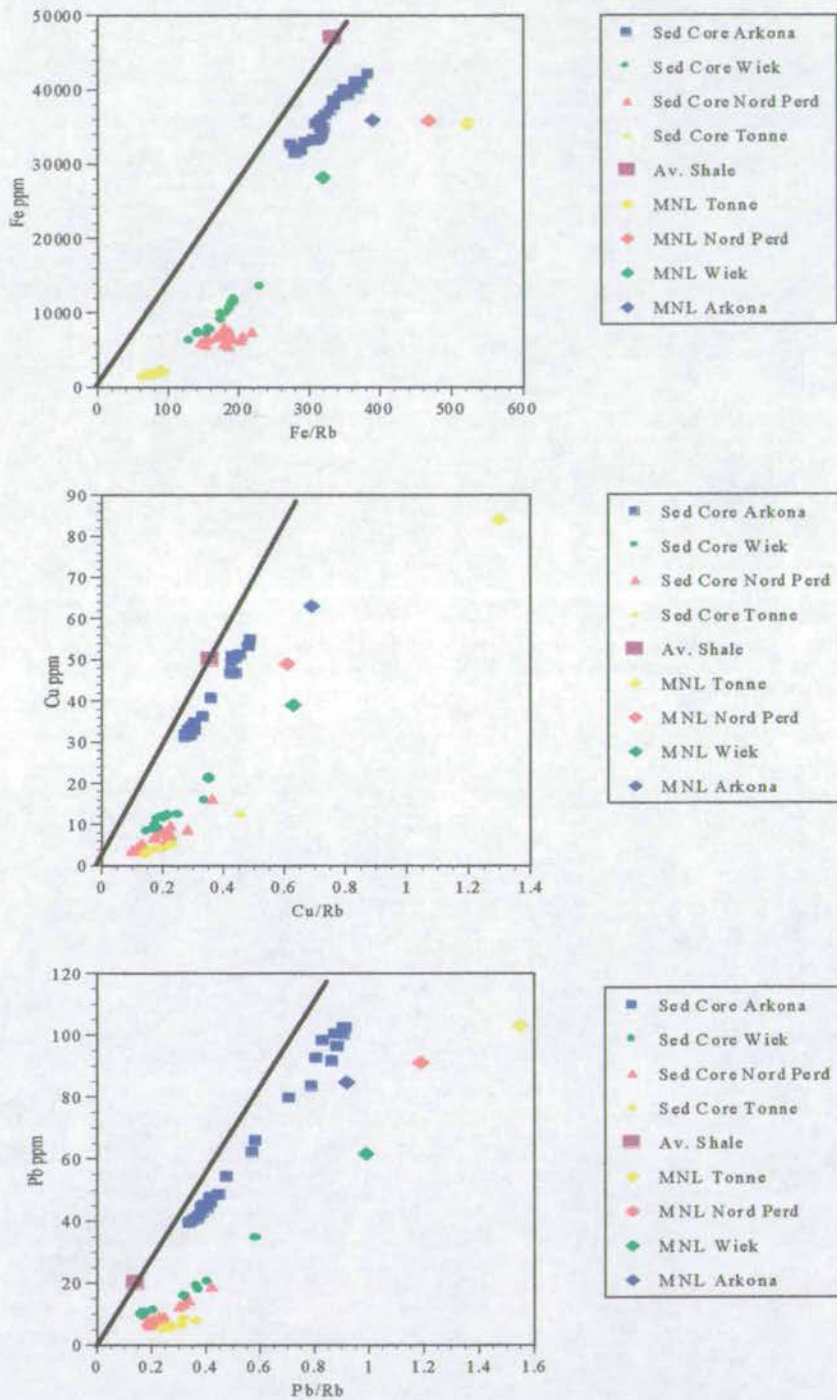 50000
40000
30000
20000
10000
0
Fe ppm
0 100 200 300 400 500 600
Fe/Rb
Sed Core Arkona
Sed Core Wiek
Sed Core Nord Perd
Sed Core Tonne
Av. Shale
MNL Tonne
MNL Nord Perd
MNL Wiek
MNL Arkona
90
80
70
60
50
40
30
20
10
0
Cu ppm
0 0.2 0.4 0.6 0.8 1 1.2 1.4
Cu/Rb
Sed Core Arkona
Sed Core Wiek
Sed Core Nord Perd
Sed Core Tonne
Av. Shale
MNL Tonne
MNL Nord Perd
MNL Wiek
MNL Arkona
120
100
80
60
40
20
0
Pb ppm
0 0.2 0.4 0.6 0.8 1 1.2 1.4 1.6
Pb/Rb
Sed Core Arkona
Sed Core Wiek
Sed Core Nord Perd
Sed Core Tonne
Av. Shale
MNL Tonne
MNL Nord Perd
MNL Wiek
MNL Arkona